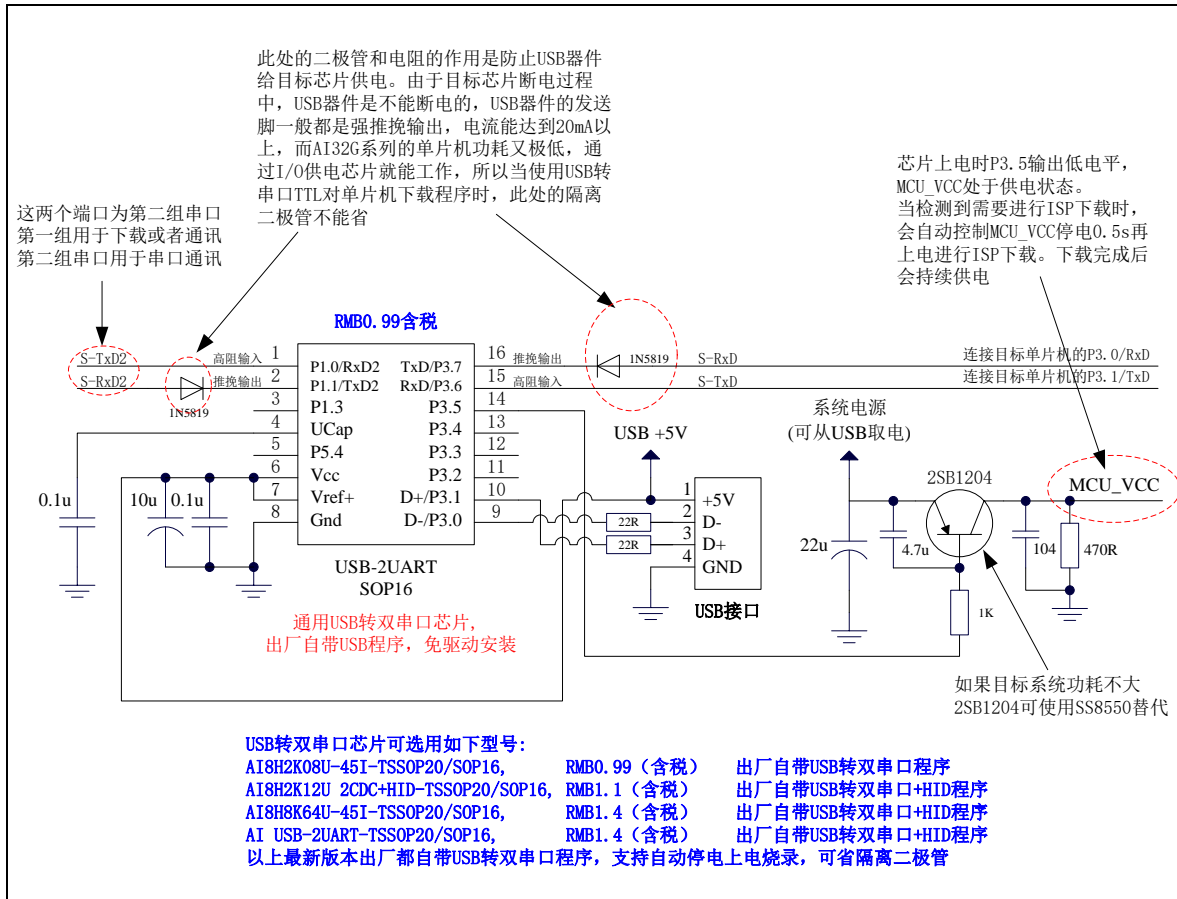 此处的二极管和电阻的作用是防止USB器件
给目标芯片供电。由于目标芯片断电过程
中，USB器件是不能断电的，USB器件的发送
脚一般都是强推挽输出，电流能达到20mA以
上，而AI32G系列的单片机功耗又极低，通
过I/O供电芯片就能工作，所以当使用USB转
串口TTL对单片机下载程序时，此处的隔离
二极管不能省
芯片上电时P3.5输出低电平，
MCU_VCC处于供电状态。
当检测到需要进行ISP下载时，
会自动控制MCU_VCC停电0.5s再
上电进行ISP下载。下载完成后
会持续供电
这两个端口为第二组串口
第一组用于下载或者通讯
第二组串口用于串口通讯
RMB0.99含税
S-TxD2
高阻输入
1
P1.0/RxD2
TxD/P3.7
16
推挽输出
1N5819
S-RxD
连接目标单片机的P3.0/RxD
S-RxD2
1N5819
推挽输出
2
P1.1/TxD2
RxD/P3.6
15
高阻输入
S-TxD
连接目标单片机的P3.1/TxD
3
P1.3
P3.5
14
4
UCap
P3.4
13
5
P5.4
P3.3
12
6
Vcc
P3.2
11
7
Vref+
D+/P3.1
10
8
Gnd
D-/P3.0
9
0.1u
10u
0.1u
USB-2UART
SOP16
通用USB转双串口芯片,
出厂自带USB程序，免驱动安装
USB +5V
22R
22R
1
+5V
2
D-
3
D+
4
GND
USB接口
系统电源
(可从USB取电)
22u
4.7u
2SB1204
1K
104
470R
MCU_VCC
如果目标系统功耗不大
2SB1204可使用SS8550替代
USB转双串口芯片可选用如下型号:
AI8H2K08U-45I-TSSOP20/SOP16, RMB0.99（含税） 出厂自带USB转双串口程序
AI8H2K12U 2CDC+HID-TSSOP20/SOP16, RMB1.1（含税） 出厂自带USB转双串口+HID程序
AI8H8K64U-45I-TSSOP20/SOP16, RMB1.4（含税） 出厂自带USB转双串口+HID程序
AI USB-2UART-TSSOP20/SOP16, RMB1.4（含税） 出厂自带USB转双串口+HID程序
以上最新版本出厂都自带USB转双串口程序，支持自动停电上电烧录，可省隔离二极管